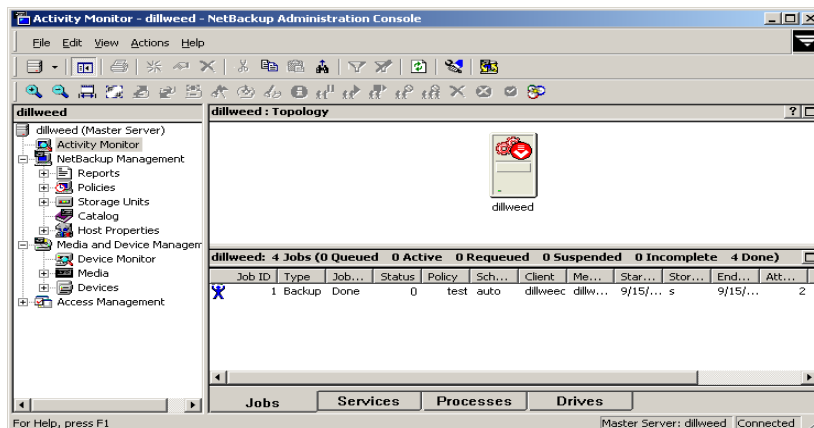 Activity Monitor - dillweed - NetBackup Administration Console
File Edit View Actions Help
dillweed
dillweed (Master Server)
Activity Monitor
NetBackup Management
Reports
Policies
Storage Units
Catalog
Host Properties
Media and Device Managem
Device Monitor
Media
Devices
Access Management
dillweed : Topology
dillweed
dillweed: 4 Jobs (0 Queued 0 Active 0 Requeued 0 Suspended 0 Incomplete 4 Done)
Job ID Type Job... Status Policy Sch... Client Me... Star... Stor... End... Att...
1 Backup Done 0 test auto dillweec dillw... 9/15/... s 9/15/... 2
Jobs Services Processes Drives
For Help, press F1
Master Server: dillweed Connected